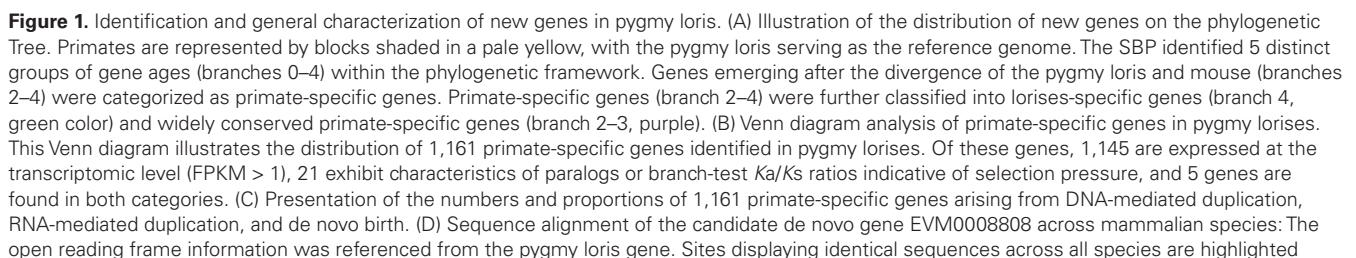 Figure 1. Identification and general characterization of new genes in pygmy loris. (A) Illustration of the distribution of new genes on the phylogenetic
Tree. Primates are represented by blocks shaded in a pale yellow, with the pygmy loris serving as the reference genome. The SBP identified 5 distinct
groups of gene ages (branches 0–4) within the phylogenetic framework. Genes emerging after the divergence of the pygmy loris and mouse (branches
2–4) were categorized as primate-specific genes. Primate-specific genes (branch 2–4) were further classified into lorises-specific genes (branch 4,
green color) and widely conserved primate-specific genes (branch 2–3, purple). (B) Venn diagram analysis of primate-specific genes in pygmy lorises.
This Venn diagram illustrates the distribution of 1,161 primate-specific genes identified in pygmy lorises. Of these genes, 1,145 are expressed at the
transcriptomic level (FPKM > 1), 21 exhibit characteristics of paralogs or branch-test Ka/Ks ratios indicative of selection pressure, and 5 genes are
found in both categories. (C) Presentation of the numbers and proportions of 1,161 primate-specific genes arising from DNA-mediated duplication,
RNA-mediated duplication, and de novo birth. (D) Sequence alignment of the candidate de novo gene EVM0008808 across mammalian species: The
open reading frame information was referenced from the pygmy loris gene. Sites displaying identical sequences across all species are highlighted